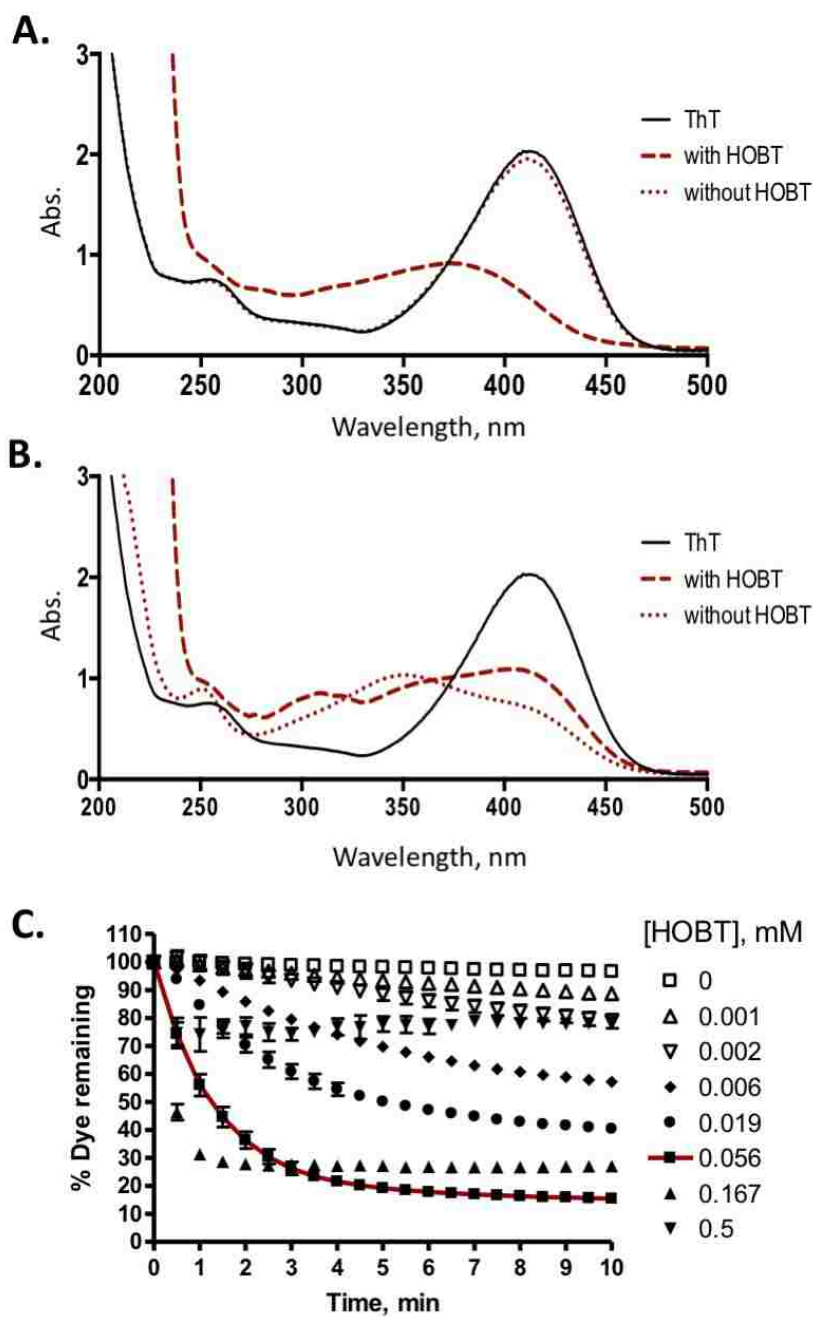 A.
3
2
1
0
Abs.
200 250 300 350 400 450 500
Wavelength, nm
ThT
with HOBT
without HOBT
B.
3
2
1
0
Abs.
200 250 300 350 400 450 500
Wavelength, nm
ThT
with HOBT
without HOBT
C.
110
100
90
80
70
60
50
40
30
20
10
0
% Dye remaining
0 1 2 3 4 5 6 7 8 9 10
Time, min
[HOBT], mM
0
0.001
0.002
0.006
0.019
0.056
0.167
0.5